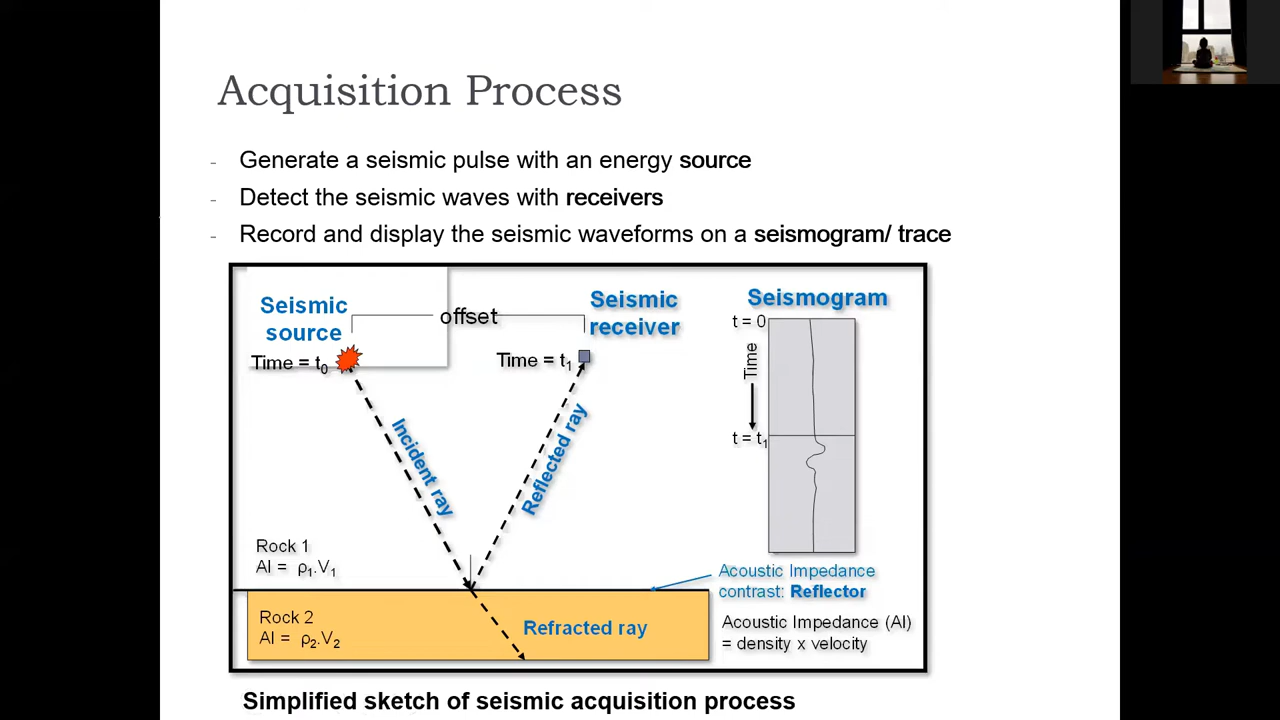 Acquisition Process
- Generate a seismic pulse with an energy source
- Detect the seismic waves with receivers
- Record and display the seismic waveforms on a seismogram/ trace
Seismic
source
offset
Seismic
receiver
Seismogram
Time = t0
Time = t1
t = 0
Time
t = t1
Incident ray
Reflected ray
Rock 1
AI = ρ1.V1
Acoustic Impedance
contrast: Reflector
Rock 2
AI = ρ2.V2
Refracted ray
Acoustic Impedance (AI)
= density x velocity
Simplified sketch of seismic acquisition process